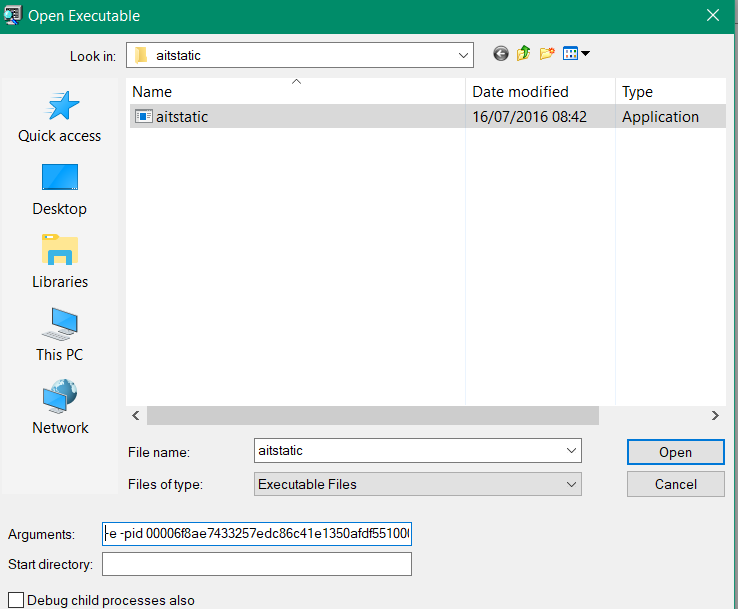 Open Executable
Look in: aitstatic
Name Date modified Type
aitstatic 16/07/2016 08:42 Application
Quick access
Desktop
Libraries
This PC
Network
File name: aitstatic Open
Files of type: Executable Files Cancel
Arguments: -e -pid 00006f8ae7433257edc86c41e1350afdf55100
Start directory:
Debug child processes also